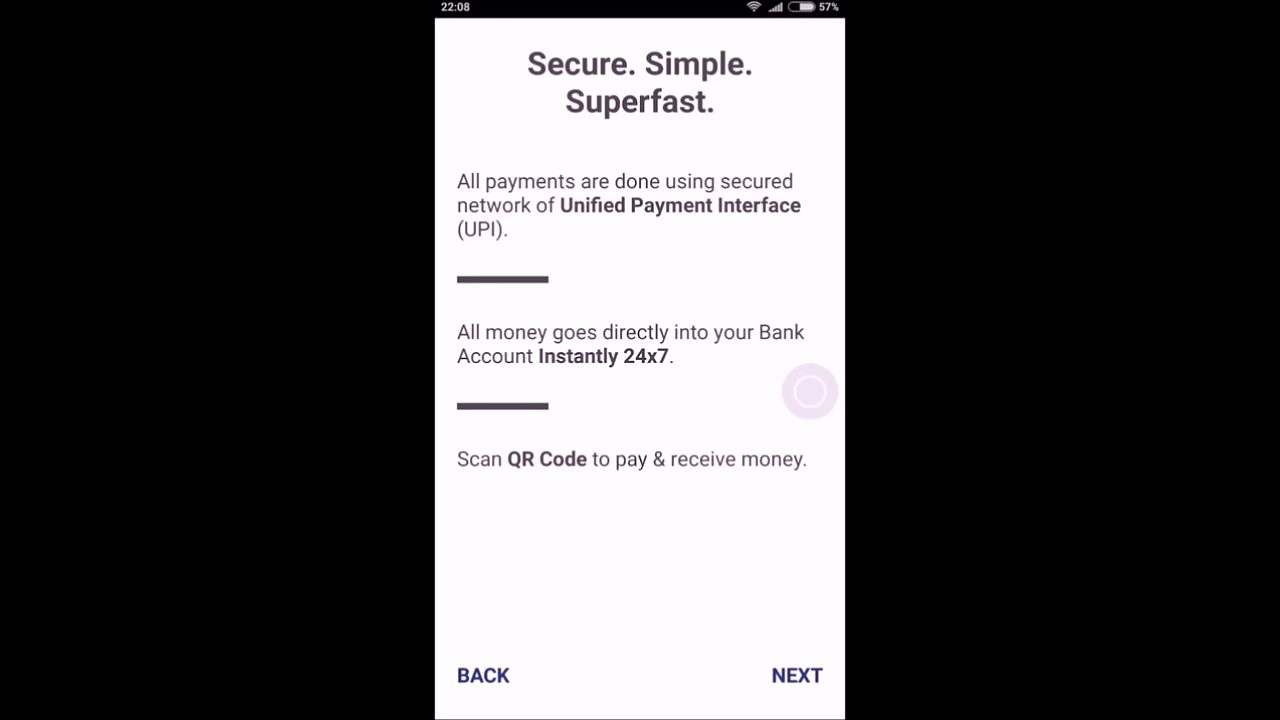 22:08
57%
Secure. Simple.
Superfast.
All payments are done using secured
network of Unified Payment Interface
(UPI).
All money goes directly into your Bank
Account Instantly 24x7.
Scan QR Code to pay & receive money.
BACK
NEXT